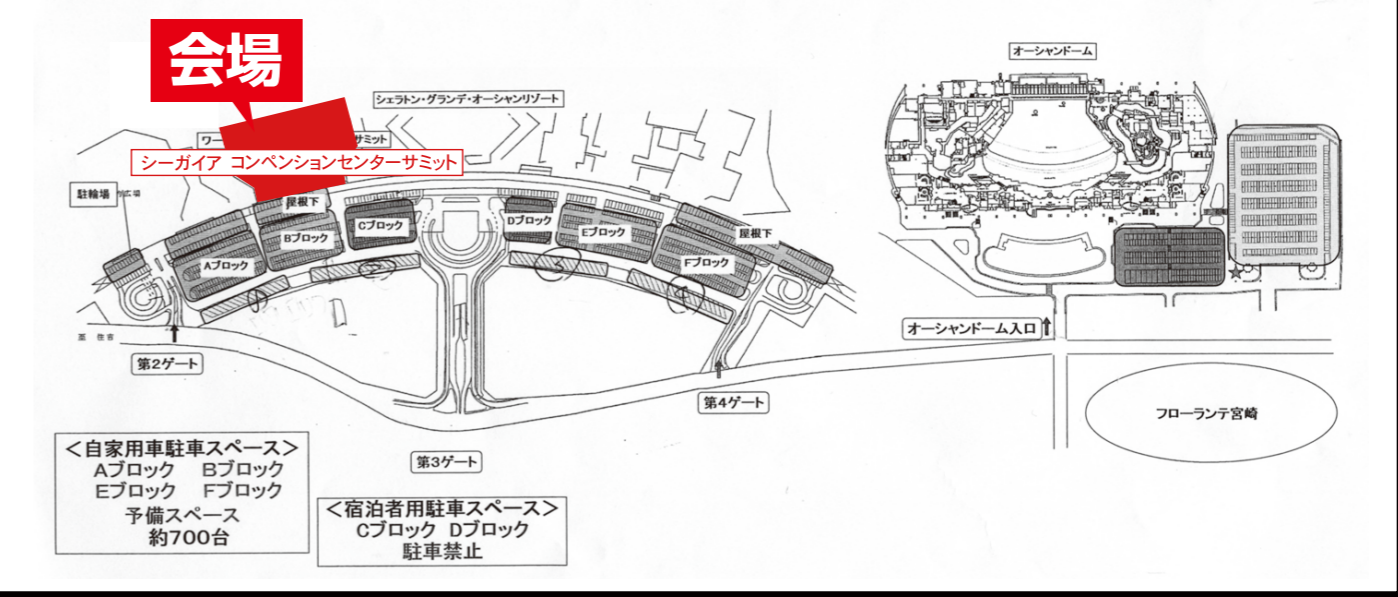 会場
オーシャンドーム
シェラトン・グランデ・オーシャンリゾート
ワー
サミット
シーガイア コンペンションセンターサミット
駐輪場
広場
屋根下
Aブロック
Bブロック
Cブロック
Dブロック
Eブロック
Fブロック
屋根下
住吉
第2ゲート
オーシャンドーム入口
第4ゲート
フローランテ宮崎
第3ゲート
＜自家用車駐車スペース＞
Aブロック Bブロック
Eブロック Fブロック
予備スペース
約700台
＜宿泊者用駐車スペース＞
Cブロック Dブロック
駐車禁止